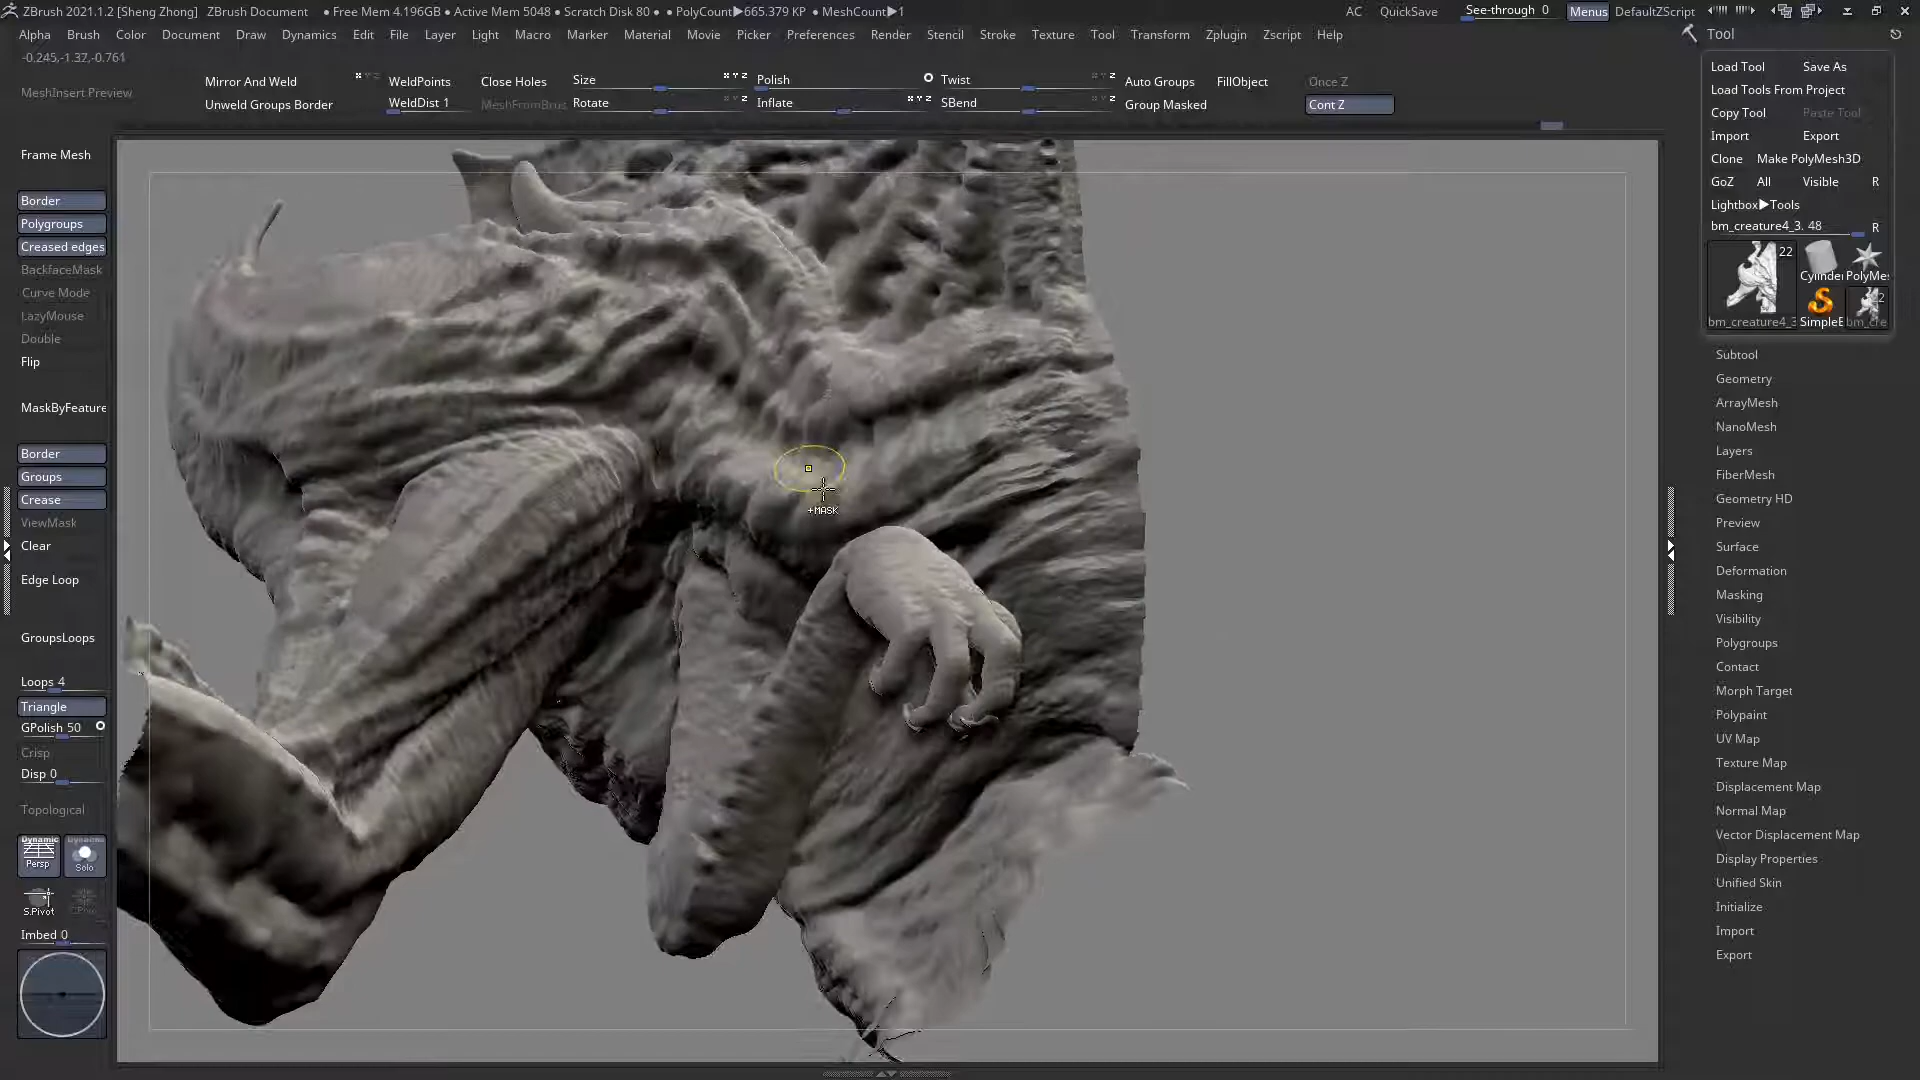 ZBrush 2021.1.2 [Sheng Zhong] ZBrush Document • Free Mem 4.196GB • Active Mem 5048 • Scratch Disk 80 • PolyCount▶665.379 KP • MeshCount▶1 AC QuickSave See-through 0 Menus DefaultZScript
Alpha Brush Color Document Draw Dynamics Edit File Layer Light Macro Marker Material Movie Picker Preferences Render Stencil Stroke Texture Tool Transform Zplugin Zscript Help
-0.245,-1.37,-0.761
MeshInsert Preview
Mirror And Weld WeldPoints Close Holes Size Polish Twist Auto Groups FillObject Once Z
Unweld Groups Border WeldDist 1 MeshFromBrus Rotate Inflate SBend Group Masked Cont Z
Frame Mesh
Border
Polygroups
Creased edges
BackfaceMask
Curve Mode
LazyMouse
Double
Flip
MaskByFeature
Border
Groups
Crease
ViewMask
Clear
Edge Loop
GroupsLoops
Loops 4
Triangle
GPolish 50
Crisp
Disp 0
Topological
Dynamic
Persp
Solo
S.Pivot
Imbed 0
+MASK
Tool
Load Tool Save As
Load Tools From Project
Copy Tool Paste Tool
Import Export
Clone Make PolyMesh3D
GoZ All Visible R
Lightbox▶Tools
bm_creature4_3. 48 R
22
Cylinder PolyMes
22
bm_creature4_3 SimpleE bm_cre
Subtool
Geometry
ArrayMesh
NanoMesh
Layers
FiberMesh
Geometry HD
Preview
Surface
Deformation
Masking
Visibility
Polygroups
Contact
Morph Target
Polypaint
UV Map
Texture Map
Displacement Map
Normal Map
Vector Displacement Map
Display Properties
Unified Skin
Initialize
Import
Export